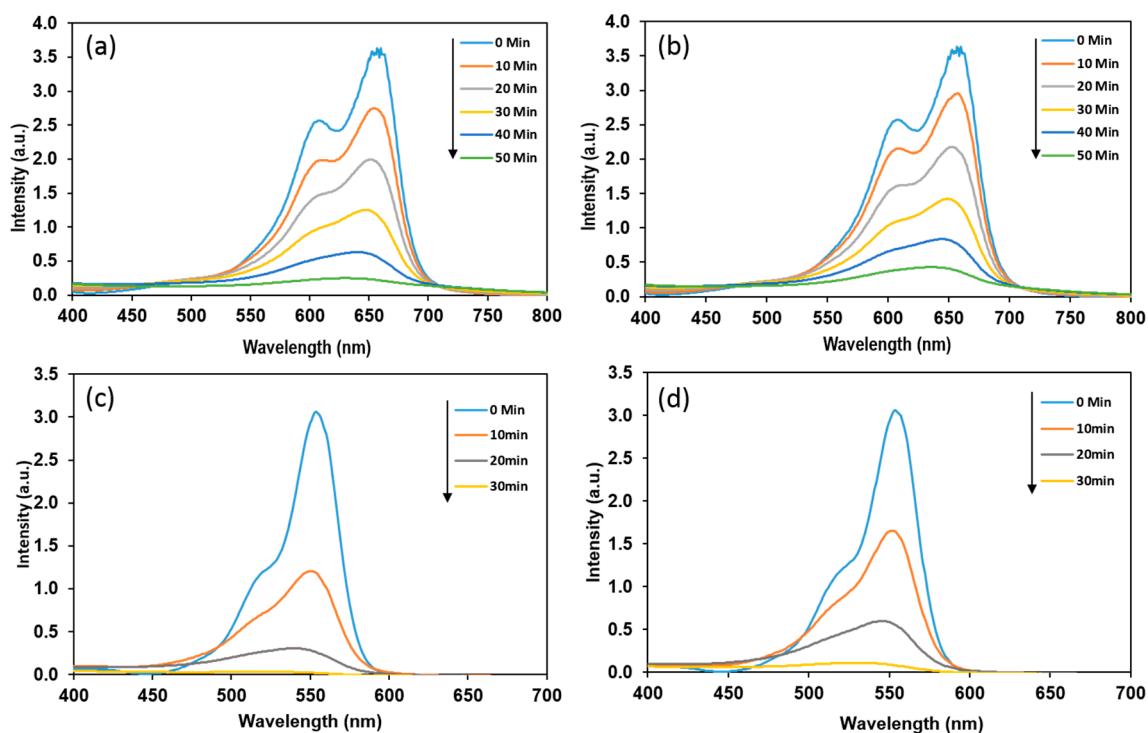 (a)
4.0
3.5
3.0
2.5
2.0
1.5
1.0
0.5
0.0
Intensity (a.u.)
400 450 500 550 600 650 700 750 800
Wavelength (nm)
0 Min
10 Min
20 Min
30 Min
40 Min
50 Min
(b)
4.0
3.5
3.0
2.5
2.0
1.5
1.0
0.5
0.0
Intensity (a.u.)
400 450 500 550 600 650 700 750 800
Wavelength (nm)
0 Min
10 Min
20 Min
30 Min
40 Min
50 Min
(c)
3.5
3.0
2.5
2.0
1.5
1.0
0.5
0.0
Intensity (a.u.)
400 450 500 550 600 650 700
Wavelength (nm)
0 Min
10min
20min
30min
(d)
3.5
3.0
2.5
2.0
1.5
1.0
0.5
0.0
Intensity (a.u.)
400 450 500 550 600 650 700
Wavelength (nm)
0 Min
10min
20min
30min